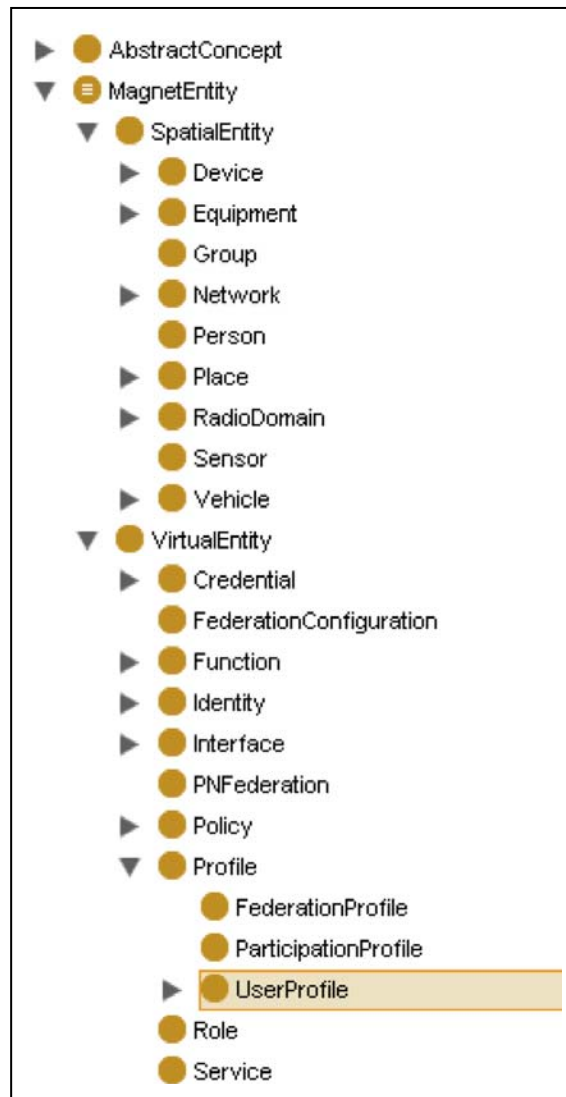 AbstractConcept
MagnetEntity
SpatialEntity
Device
Equipment
Group
Network
Person
Place
RadioDomain
Sensor
Vehicle
VirtualEntity
Credential
FederationConfiguration
Function
Identity
Interface
PNFederation
Policy
Profile
FederationProfile
ParticipationProfile
UserProfile
Role
Service